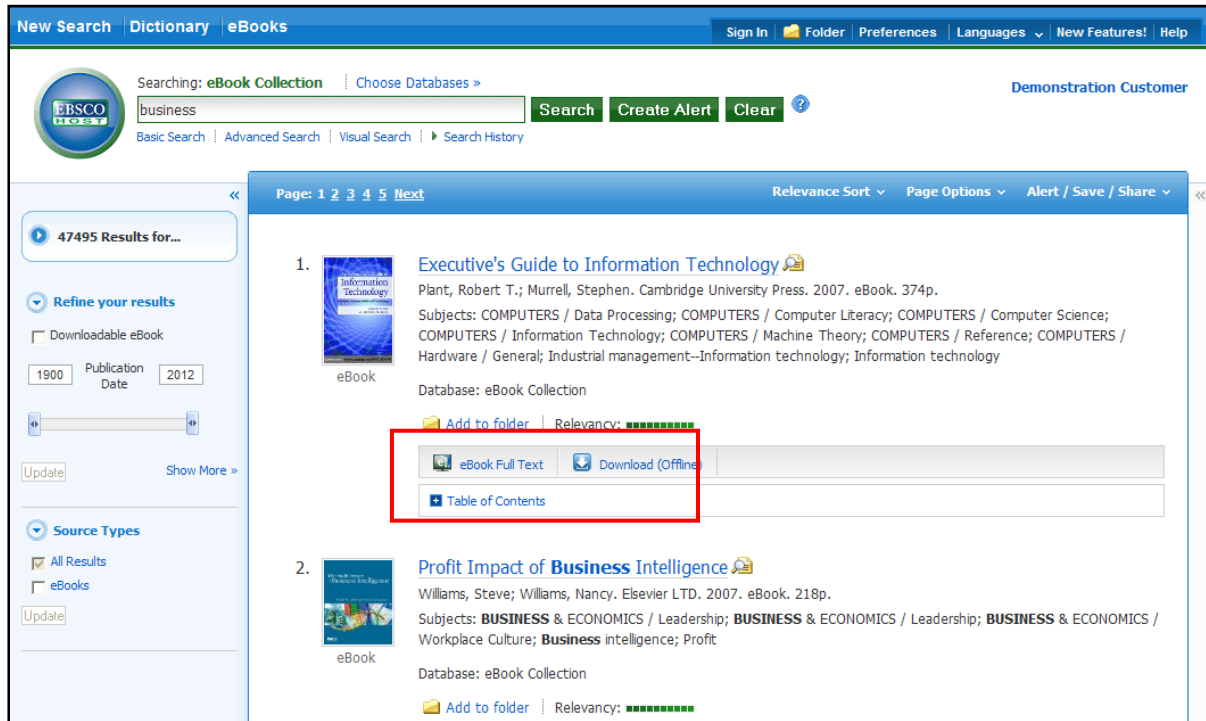 New Search Dictionary eBooks
Sign In Folder Preferences Languages New Features! Help
Searching: eBook Collection Choose Databases »
Demonstration Customer
EBSCO
HOST
business
Search Create Alert Clear ?
Basic Search Advanced Search Visual Search Search History
«
Page: 1 2 3 4 5 Next
Relevance Sort Page Options Alert / Save / Share
«
47495 Results for...
Refine your results
Downloadable eBook
1900 Publication Date 2012
Update Show More »
Source Types
All Results
eBooks
Update
1.
Information
Technology
eBook
Executive's Guide to Information Technology
Plant, Robert T.; Murrell, Stephen. Cambridge University Press. 2007. eBook. 374p.
Subjects: COMPUTERS / Data Processing; COMPUTERS / Computer Literacy; COMPUTERS / Computer Science;
COMPUTERS / Information Technology; COMPUTERS / Machine Theory; COMPUTERS / Reference; COMPUTERS /
Hardware / General; Industrial management--Information technology; Information technology
Database: eBook Collection
Add to folder Relevancy:
eBook Full Text Download (Offline)
Table of Contents
2.
eBook
Profit Impact of Business Intelligence
Williams, Steve; Williams, Nancy. Elsevier LTD. 2007. eBook. 218p.
Subjects: BUSINESS & ECONOMICS / Leadership; BUSINESS & ECONOMICS / Leadership; BUSINESS & ECONOMICS /
Workplace Culture; Business intelligence; Profit
Database: eBook Collection
Add to folder Relevancy: